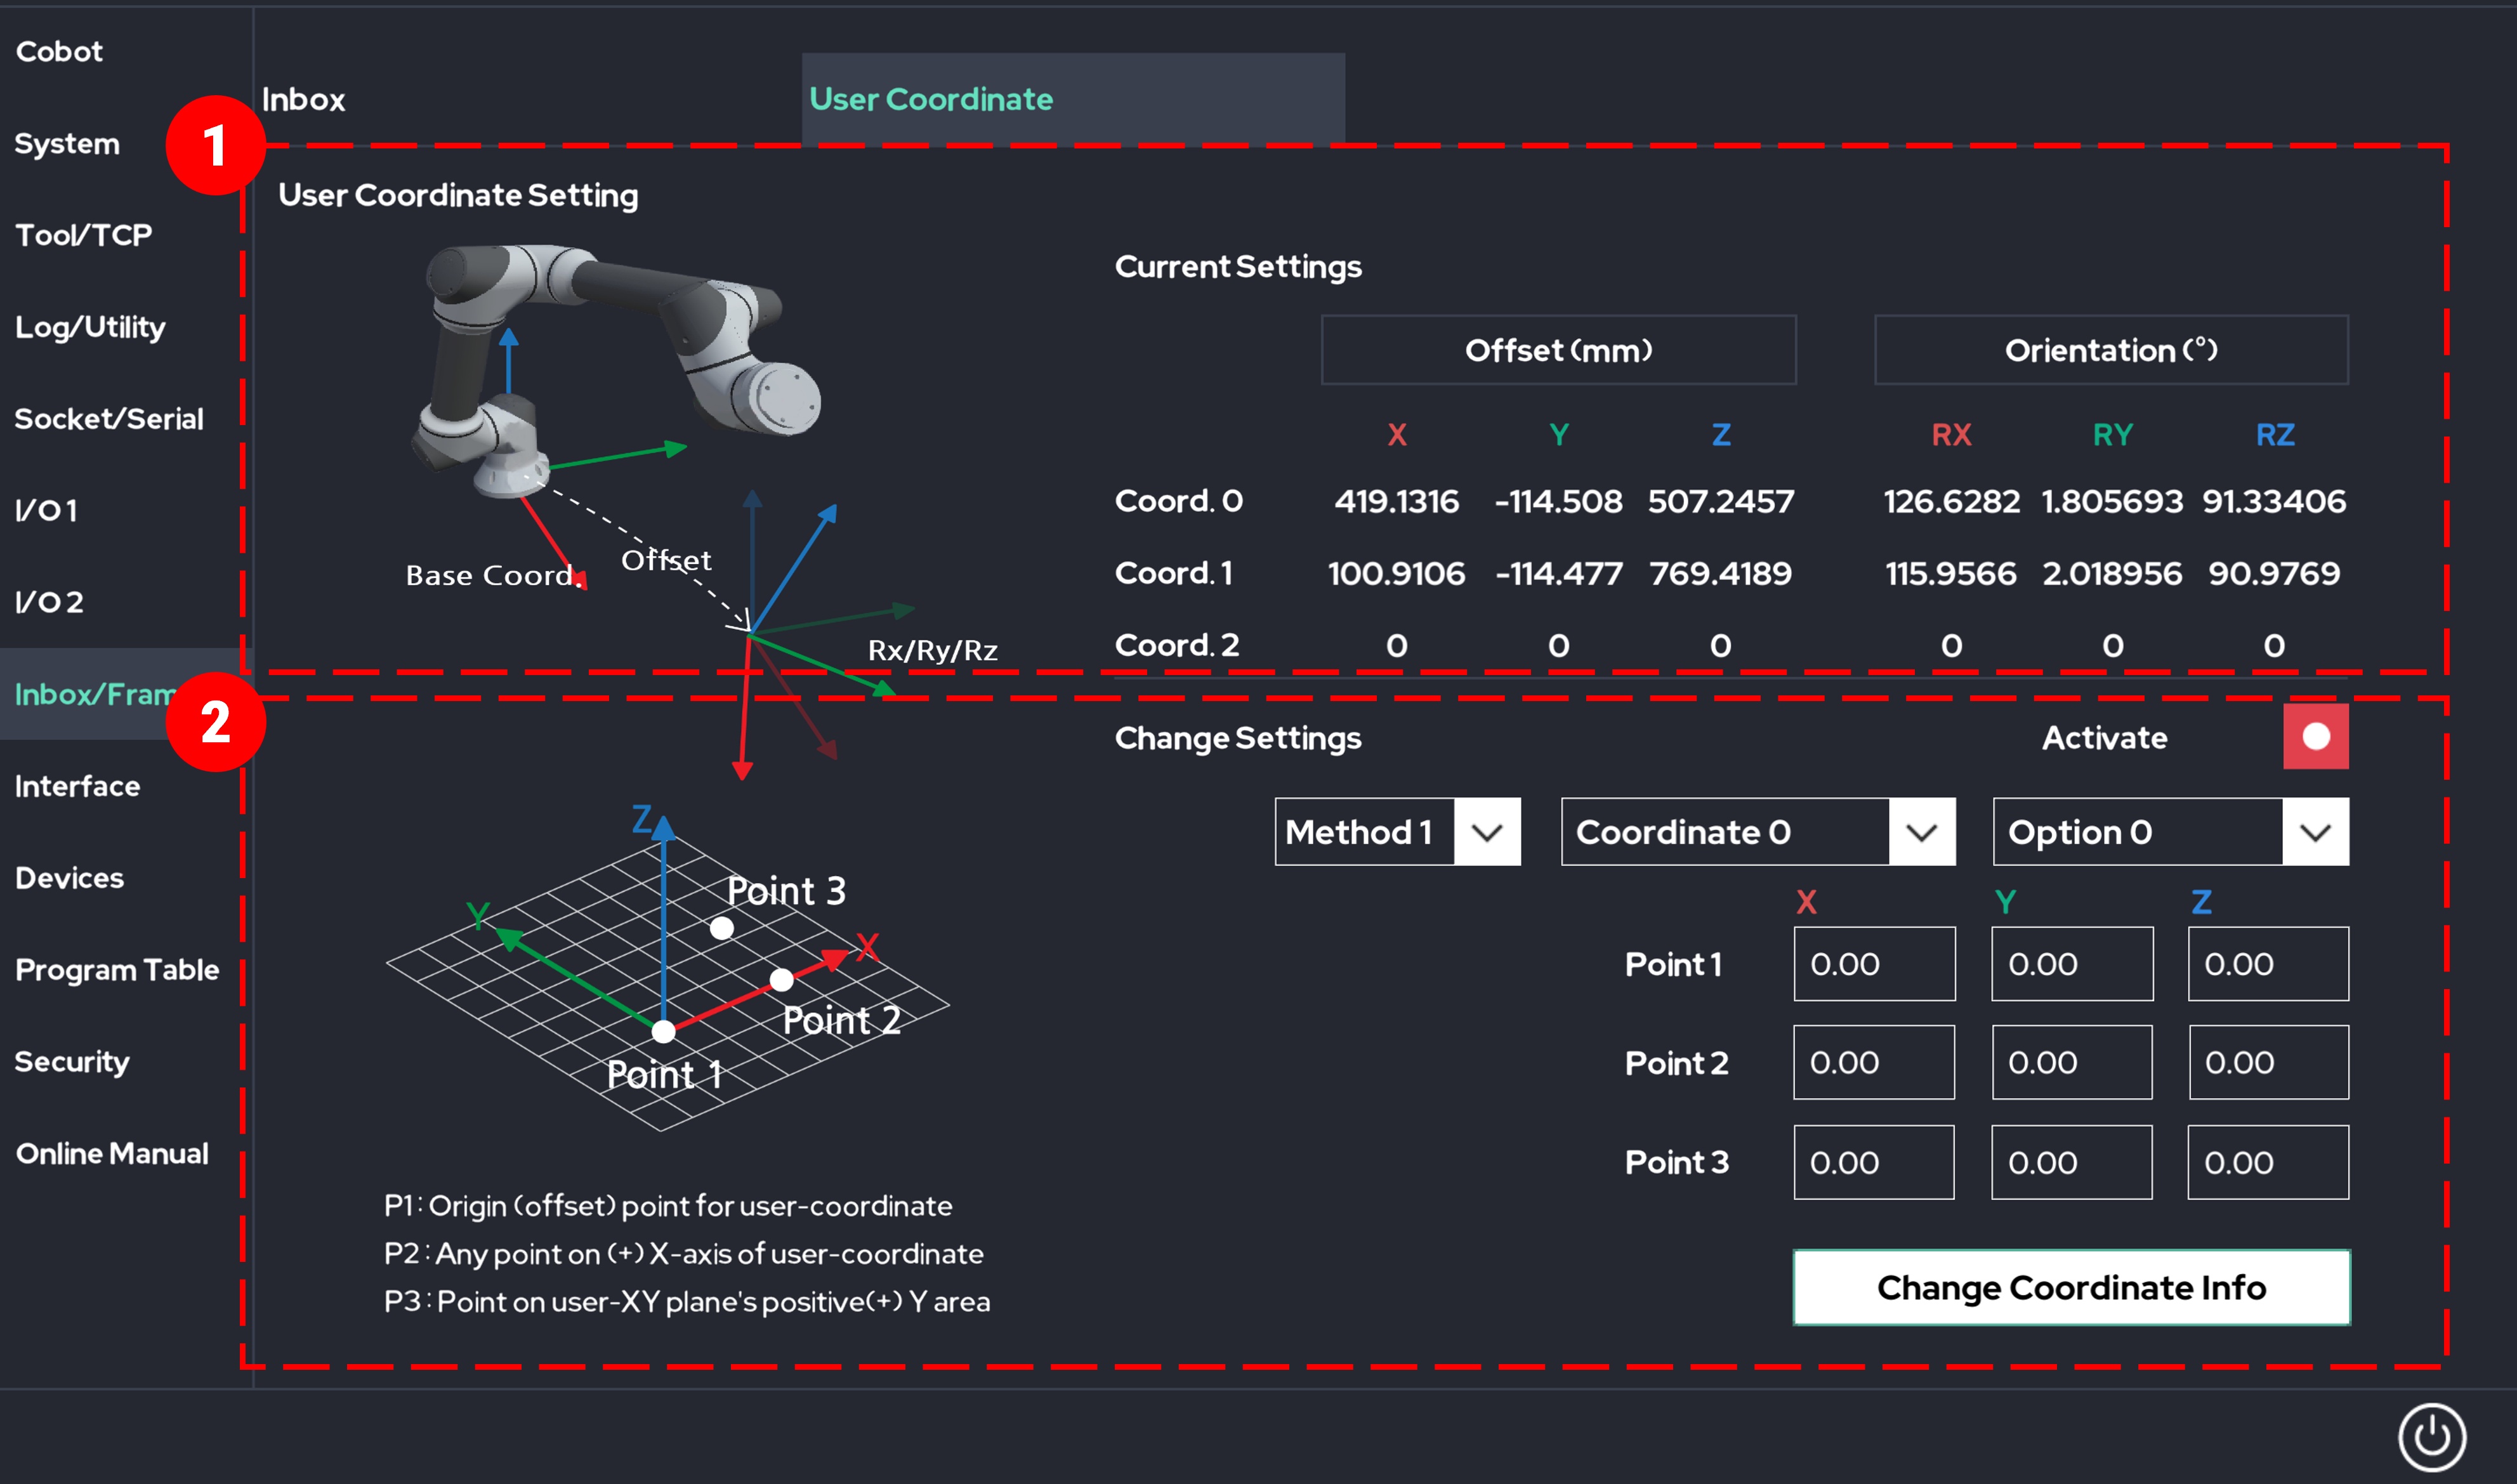 Cobot
System
Tool/TCP
Log/Utility
Socket/Serial
I/O 1
I/O 2
Inbox/Fram
Interface
Devices
Program Table
Security
Online Manual
Inbox
User Coordinate
1
User Coordinate Setting
Base Coord.
Offset
Rx/Ry/Rz
Current Settings
Offset (mm) Orientation (°)
X Y Z RX RY RZ
Coord. 0 419.1316 -114.508 507.2457 126.6282 1.805693 91.33406
Coord. 1 100.9106 -114.477 769.4189 115.9566 2.018956 90.9769
Coord. 2 0 0 0 0 0 0
2
Z
Y
X
Point 3
Point 2
Point 1
P1 : Origin (offset) point for user-coordinate
P2 : Any point on (+) X-axis of user-coordinate
P3 : Point on user-XY plane's positive(+) Y area
Change Settings Activate
Method 1 Coordinate 0 Option 0
X Y Z
Point 1 0.00 0.00 0.00
Point 2 0.00 0.00 0.00
Point 3 0.00 0.00 0.00
Change Coordinate Info